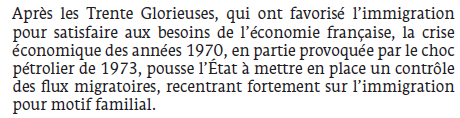 Après les Trente Glorieuses, qui ont favorisé l’immigration
pour satisfaire aux besoins de l’économie française, la crise
économique des années 1970, en partie provoquée par le choc
pétrolier de 1973, pousse l’État à mettre en place un contrôle
des flux migratoires, recentrant fortement sur l’immigration
pour motif familial.